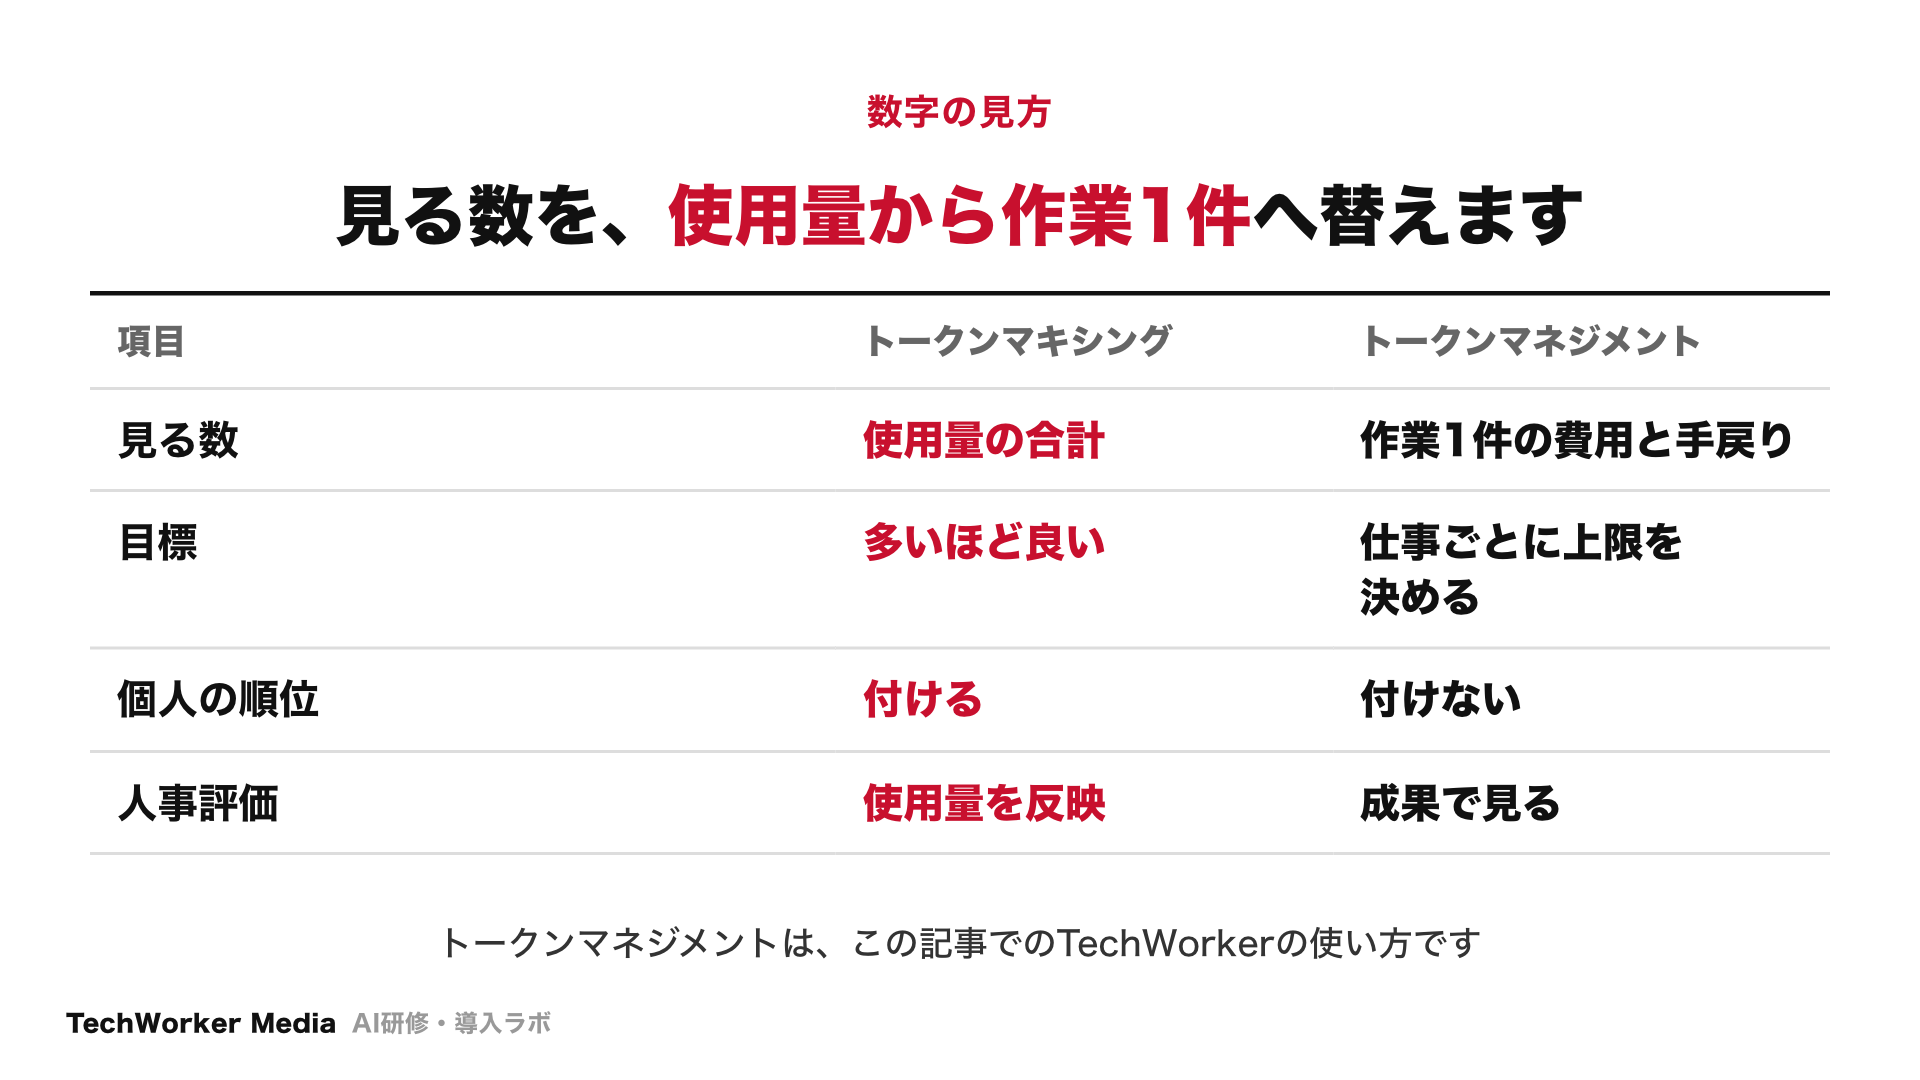 数字の見方
見る数を、使用量から作業1件へ替えます
項目 トークンマキシング トークンマネジメント
見る数 使用量の合計 作業1件の費用と手戻り
目標 多いほど良い 仕事ごとに上限を
決める
個人の順位 付ける 付けない
人事評価 使用量を反映 成果で見る
トークンマネジメントは、この記事でのTechWorkerの使い方です
TechWorker Media AI研修・導入ラボ